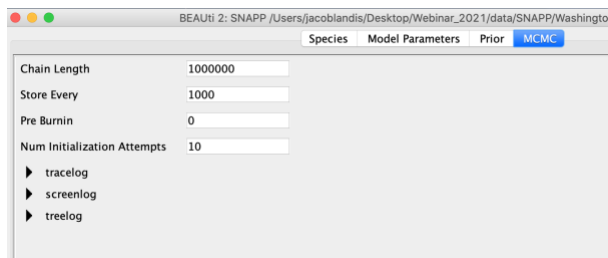 BEAUti 2: SNAPP /Users/jacoblandis/Desktop/Webinar_2021/data/SNAPP/Washingto
Species Model Parameters Prior MCMC
Chain Length 1000000
Store Every 1000
Pre Burnin 0
Num Initialization Attempts 10
tracelog
screenlog
treelog